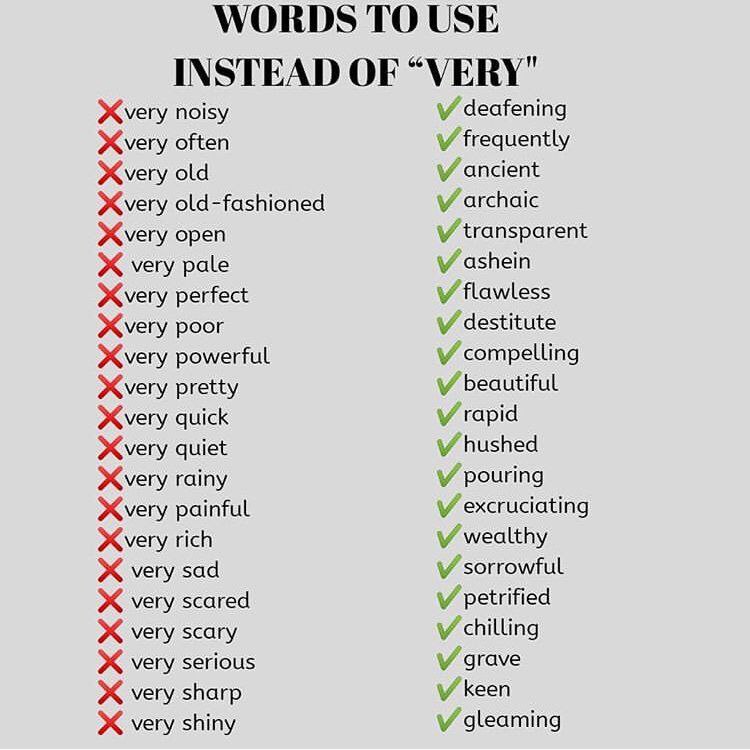 WORDS TO USE
INSTEAD OF “VERY"
❌very noisy ✔deafening
❌very often ✔frequently
❌very old ✔ancient
❌very old-fashioned ✔archaic
❌very open ✔transparent
❌ very pale ✔ashein
❌very perfect ✔flawless
❌very poor ✔destitute
❌very powerful ✔compelling
❌very pretty ✔beautiful
❌very quick ✔rapid
❌very quiet ✔hushed
❌very rainy ✔pouring
❌very painful ✔excruciating
❌very rich ✔wealthy
❌ very sad ✔sorrowful
❌ very scared ✔petrified
❌ very scary ✔chilling
❌ very serious ✔grave
❌ very sharp ✔keen
❌ very shiny ✔gleaming